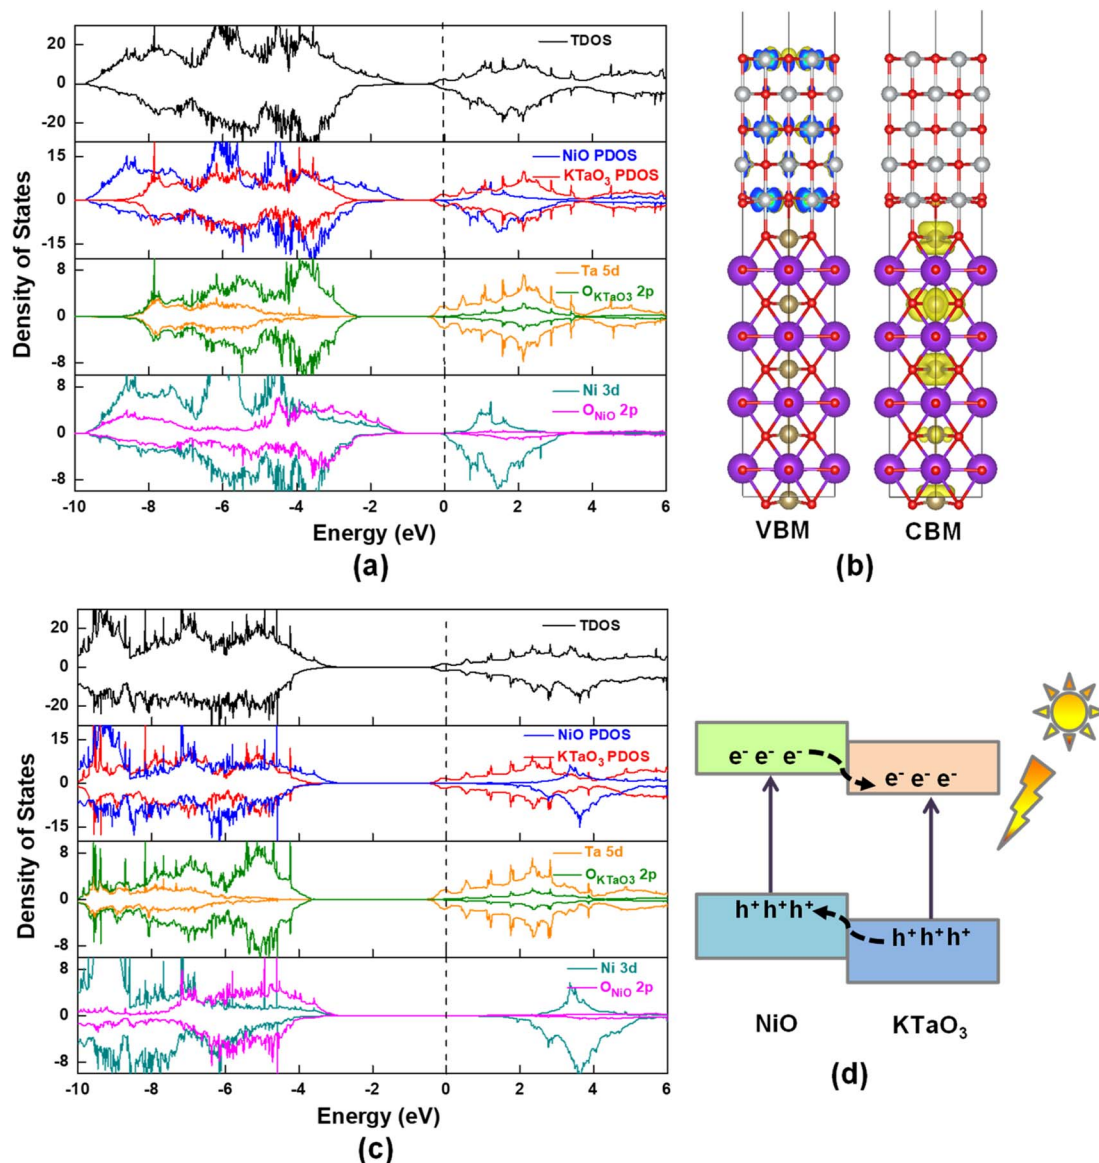 20
0
-20
TDOS
15
0
-15
NiO PDOS
KTaO₃ PDOS
8
0
-8
Ta 5d
O_KTaO3 2p
8
0
-8
Ni 3d
O_NiO 2p
Density of States
-10 -8 -6 -4 -2 0 2 4 6
Energy (eV)
(a)
VBM CBM
(b)
20
0
-20
TDOS
15
0
-15
NiO PDOS
KTaO₃ PDOS
8
0
-8
Ta 5d
O_KTaO3 2p
8
0
-8
Ni 3d
O_NiO 2p
Density of States
-10 -8 -6 -4 -2 0 2 4 6
Energy (eV)
(c)
e⁻ e⁻ e⁻
e⁻ e⁻ e⁻
h⁺h⁺h⁺
h⁺h⁺h⁺
NiO KTaO₃
(d)